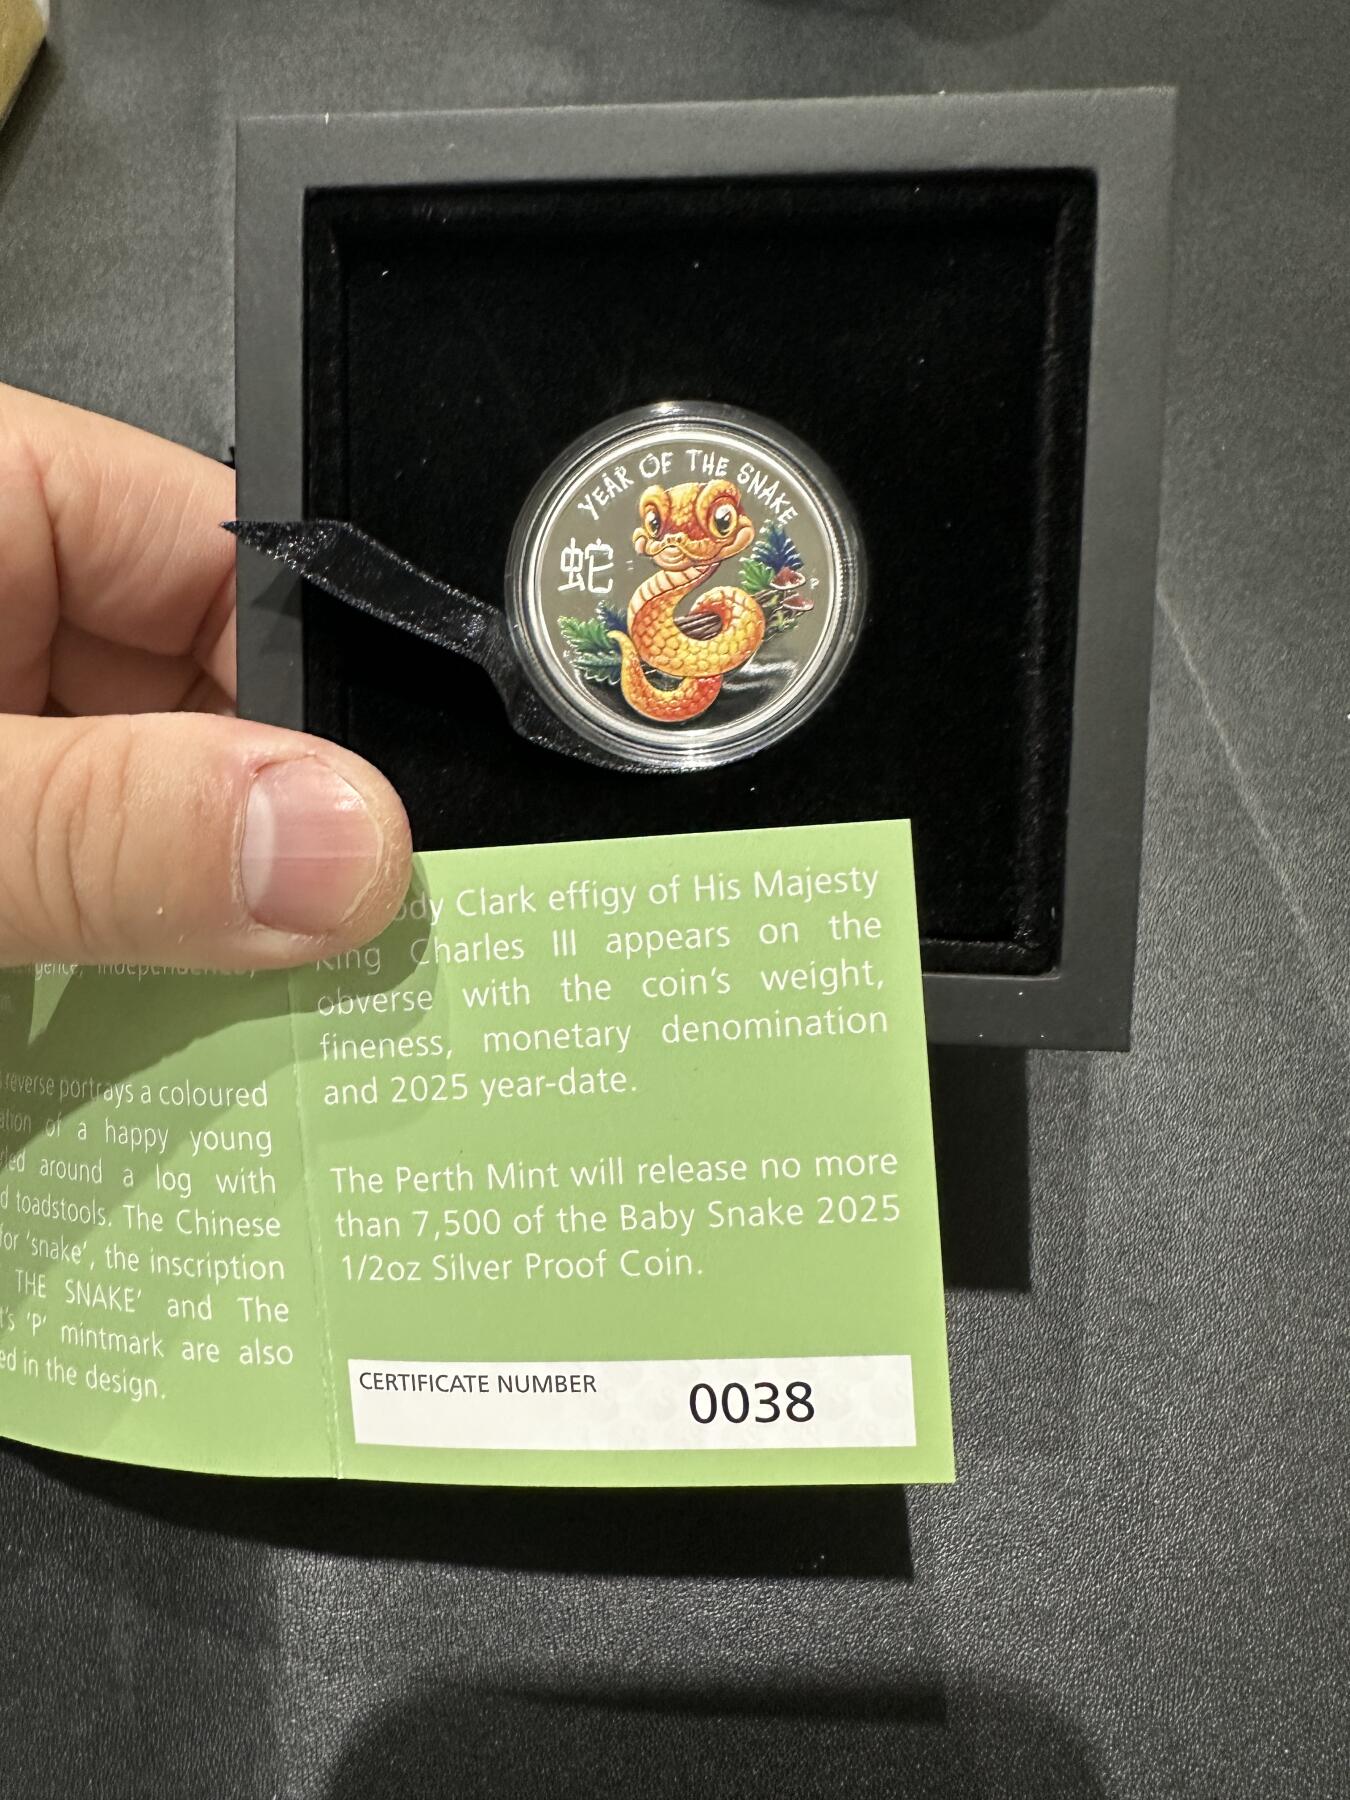 YEAR OF THE SNAKE
蛇
P
Clark effigy of His Majesty
King Charles III appears on the
obverse with the coin's weight,
fineness, monetary denomination
and 2025 year-date.
The Perth Mint will release no more
than 7,500 of the Baby Snake 2025
1/2oz Silver Proof Coin.
CERTIFICATE NUMBER
0038
independence,
reverse portrays a coloured
of a happy young
around a log with
toadstools. The Chinese
for 'snake', the inscription
THE SNAKE' and The
'P' mintmark are also
in the design.